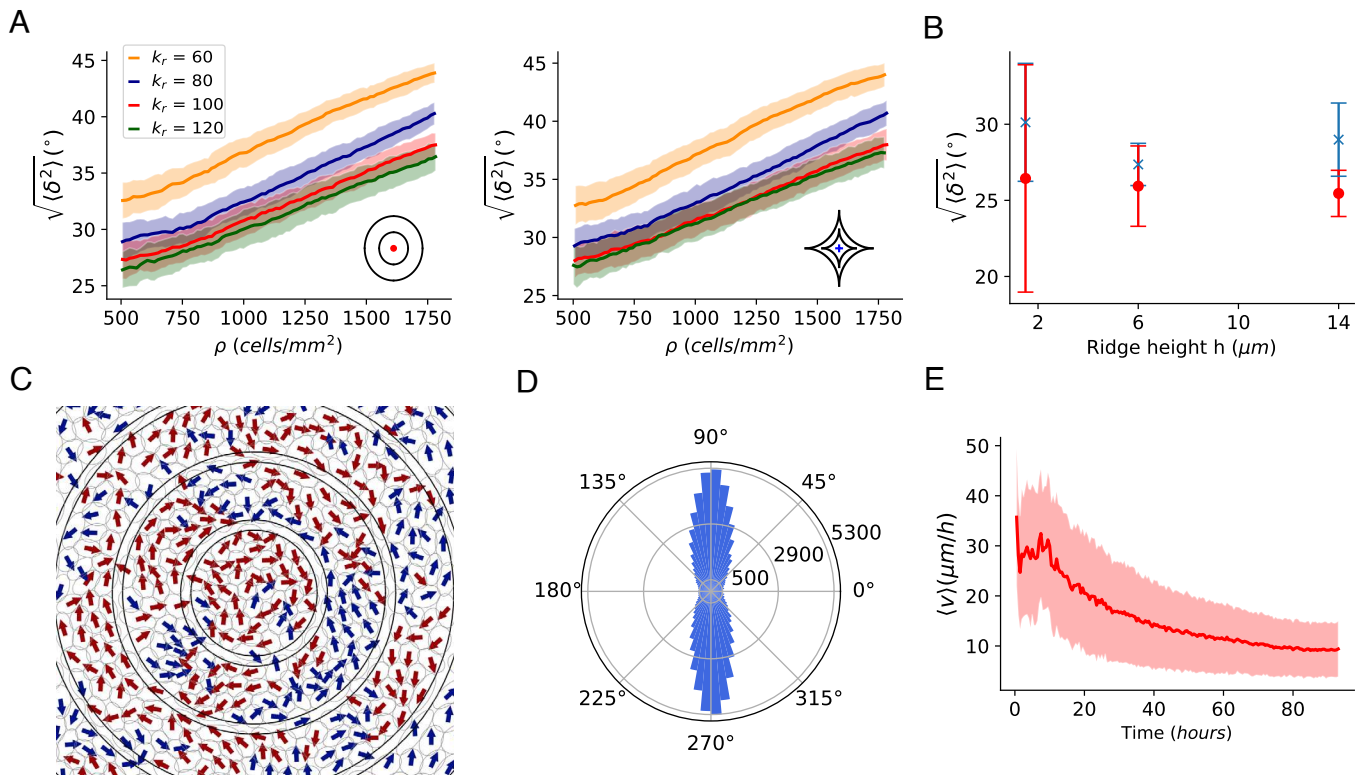 A
k_r = 60
k_r = 80
k_r = 100
k_r = 120
45
40
35
30
25
√⟨δ²⟩ (°)
500 750 1000 1250 1500 1750
ρ (cells/mm²)
45
40
35
30
25
√⟨δ²⟩ (°)
500 750 1000 1250 1500 1750
ρ (cells/mm²)
B
30
25
20
√⟨δ²⟩ (°)
2 6 10 14
Ridge height h (μm)
C
D
90°
135° 45°
5300
2900
500
180° 0°
225° 315°
270°
E
50
40
30
20
10
⟨v⟩(μm/h)
0 20 40 60 80
Time (hours)